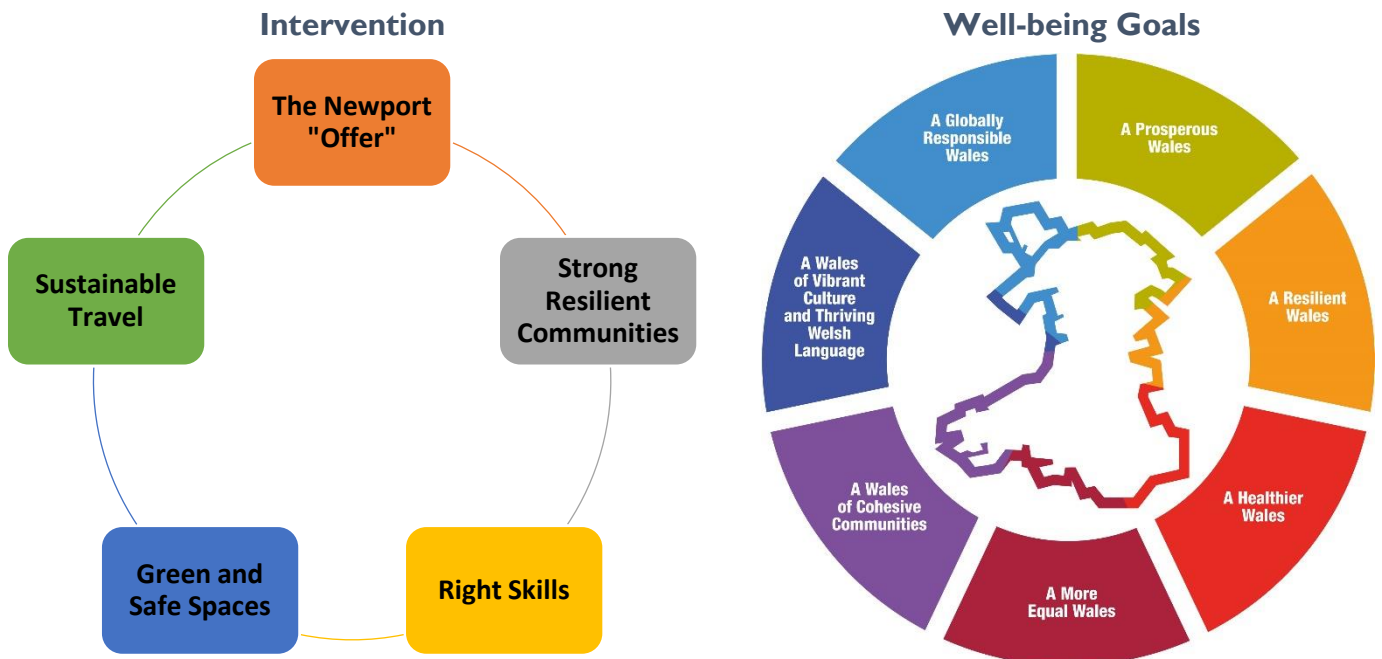 Intervention
The Newport
"Offer"
Strong
Resilient
Communities
Right Skills
Green and
Safe Spaces
Sustainable
Travel
Well-being Goals
A Prosperous
Wales
A Resilient
Wales
A Healthier
Wales
A More
Equal Wales
A Wales
of Cohesive
Communities
A Wales
of Vibrant
Culture
and Thriving
Welsh
Language
A Globally
Responsible
Wales